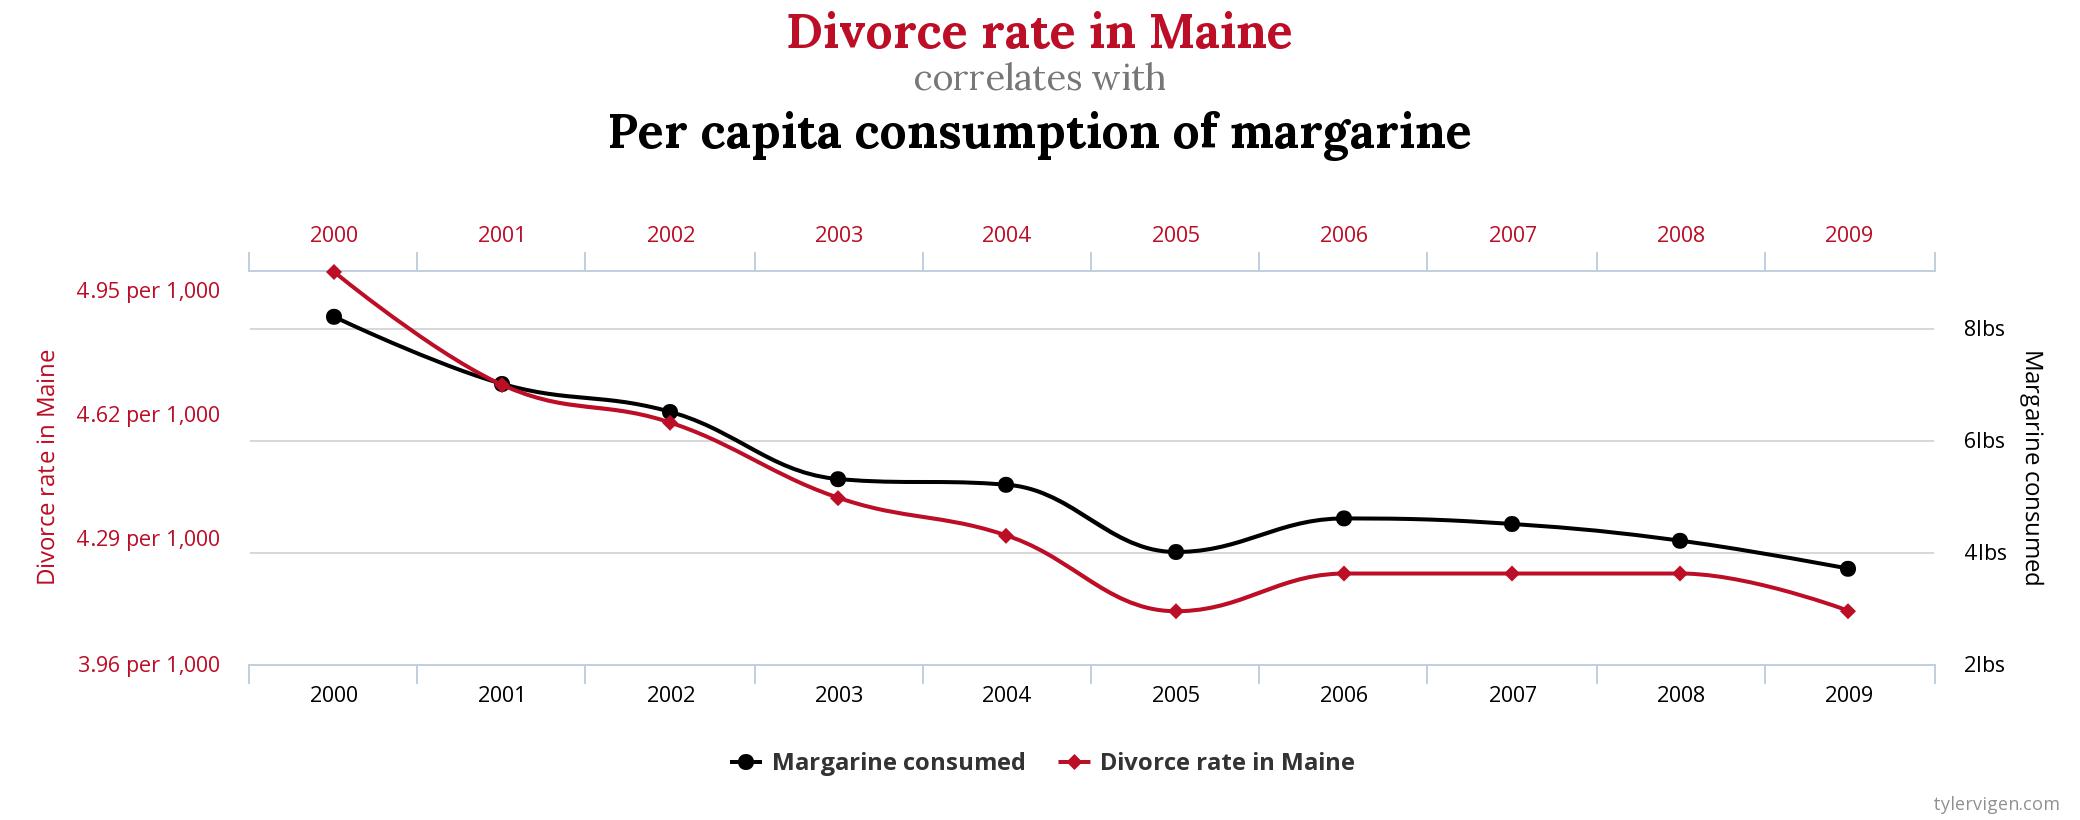 Divorce rate in Maine
correlates with
Per capita consumption of margarine
2000 2001 2002 2003 2004 2005 2006 2007 2008 2009
Divorce rate in Maine
4.95 per 1,000
4.62 per 1,000
4.29 per 1,000
3.96 per 1,000
8lbs
6lbs
4lbs
2lbs
Margarine consumed
2000 2001 2002 2003 2004 2005 2006 2007 2008 2009
Margarine consumed Divorce rate in Maine
tylervigen.com